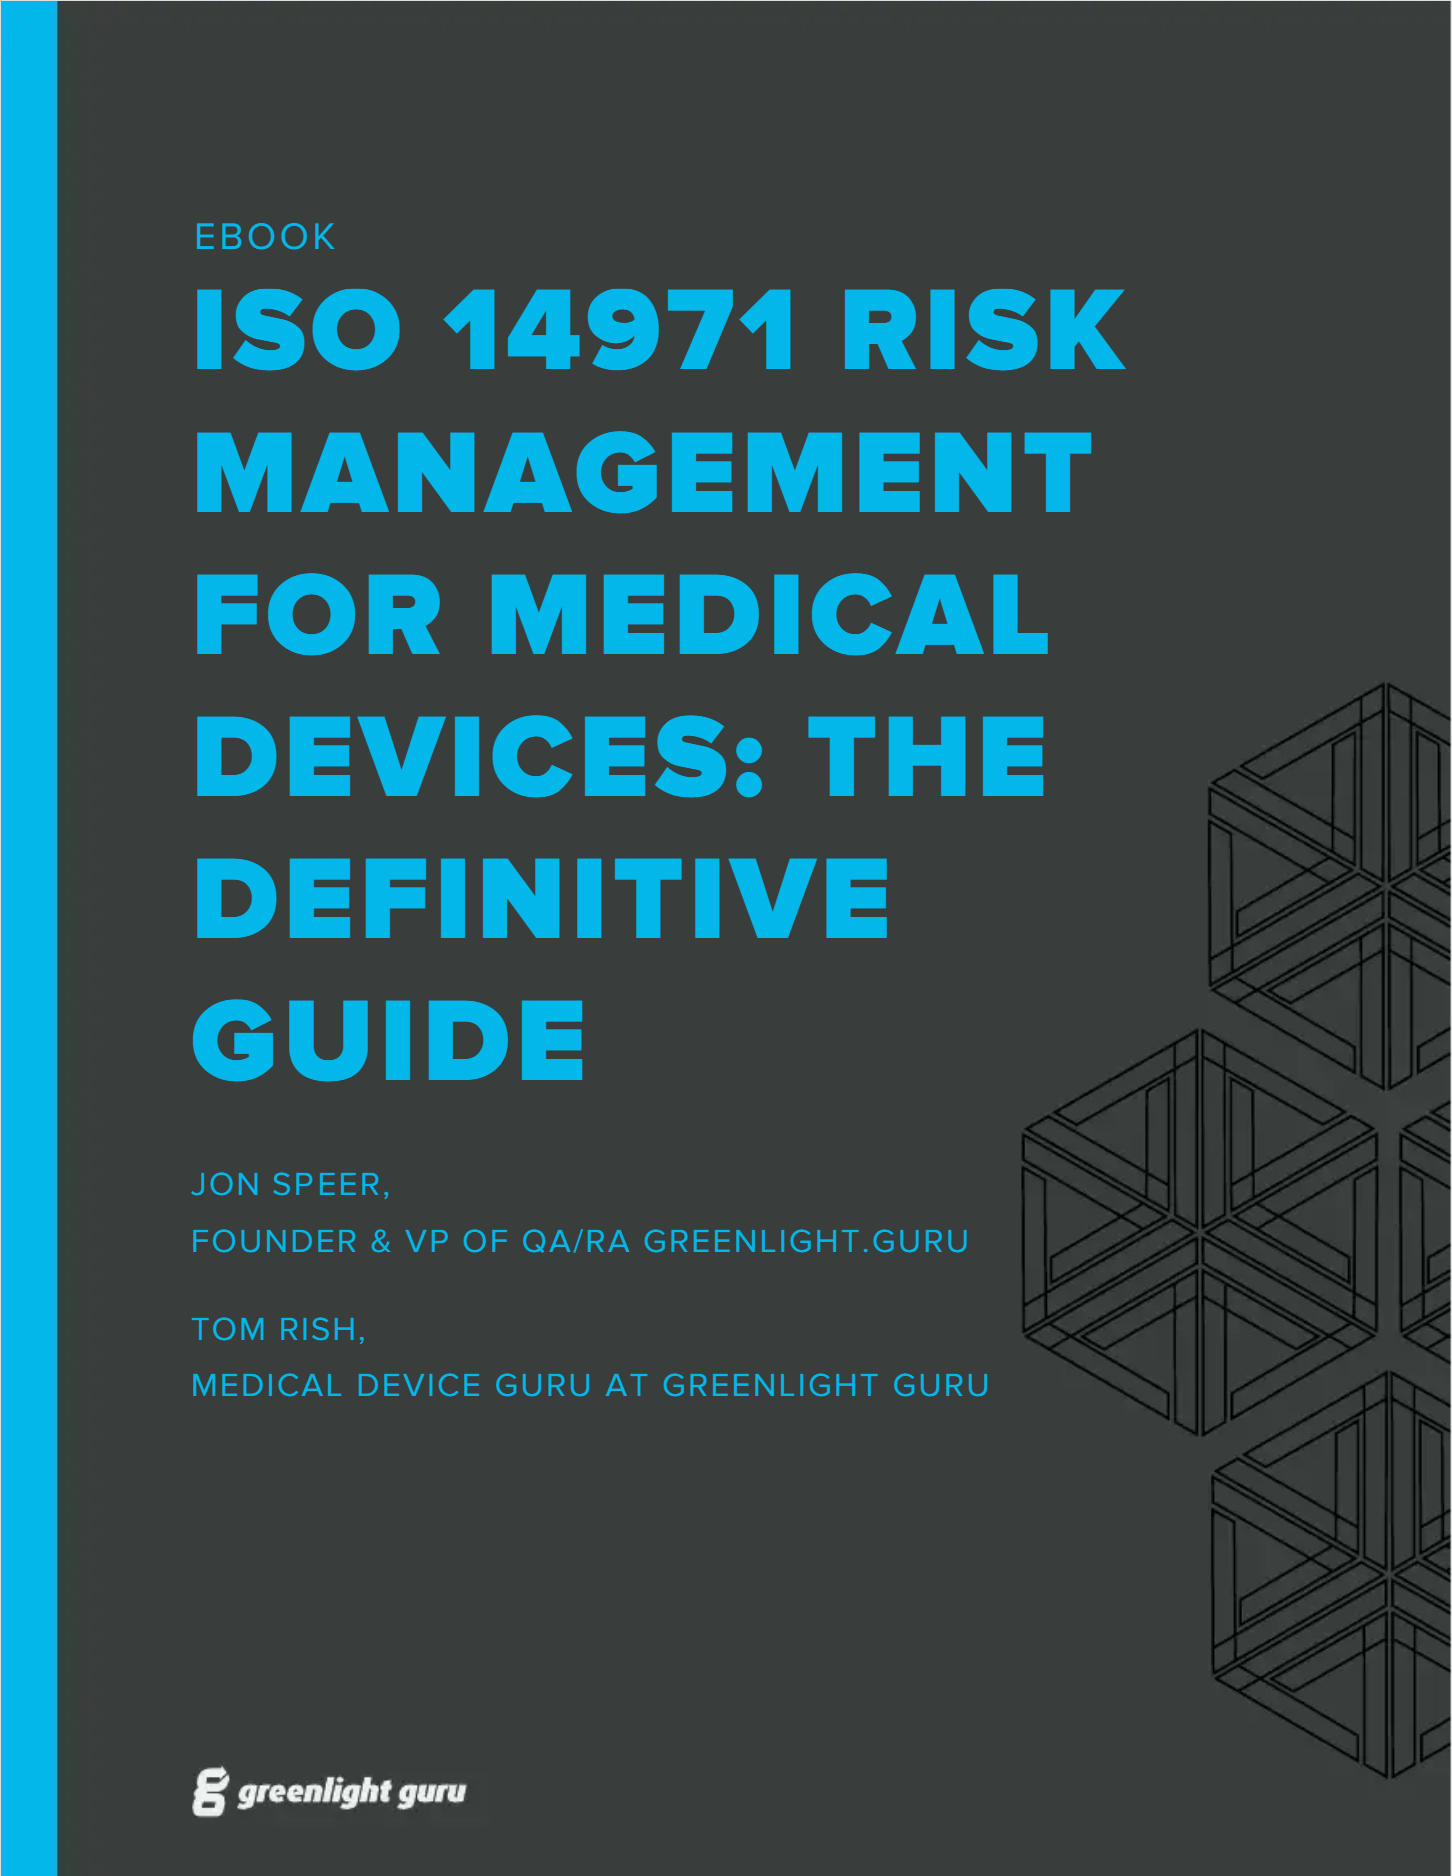 EBOOK
ISO 14971 RISK
MANAGEMENT
FOR MEDICAL
DEVICES: THE
DEFINITIVE
GUIDE
JON SPEER,
FOUNDER & VP OF QA/RA GREENLIGHT.GURU
TOM RISH,
MEDICAL DEVICE GURU AT GREENLIGHT GURU
greenlight guru